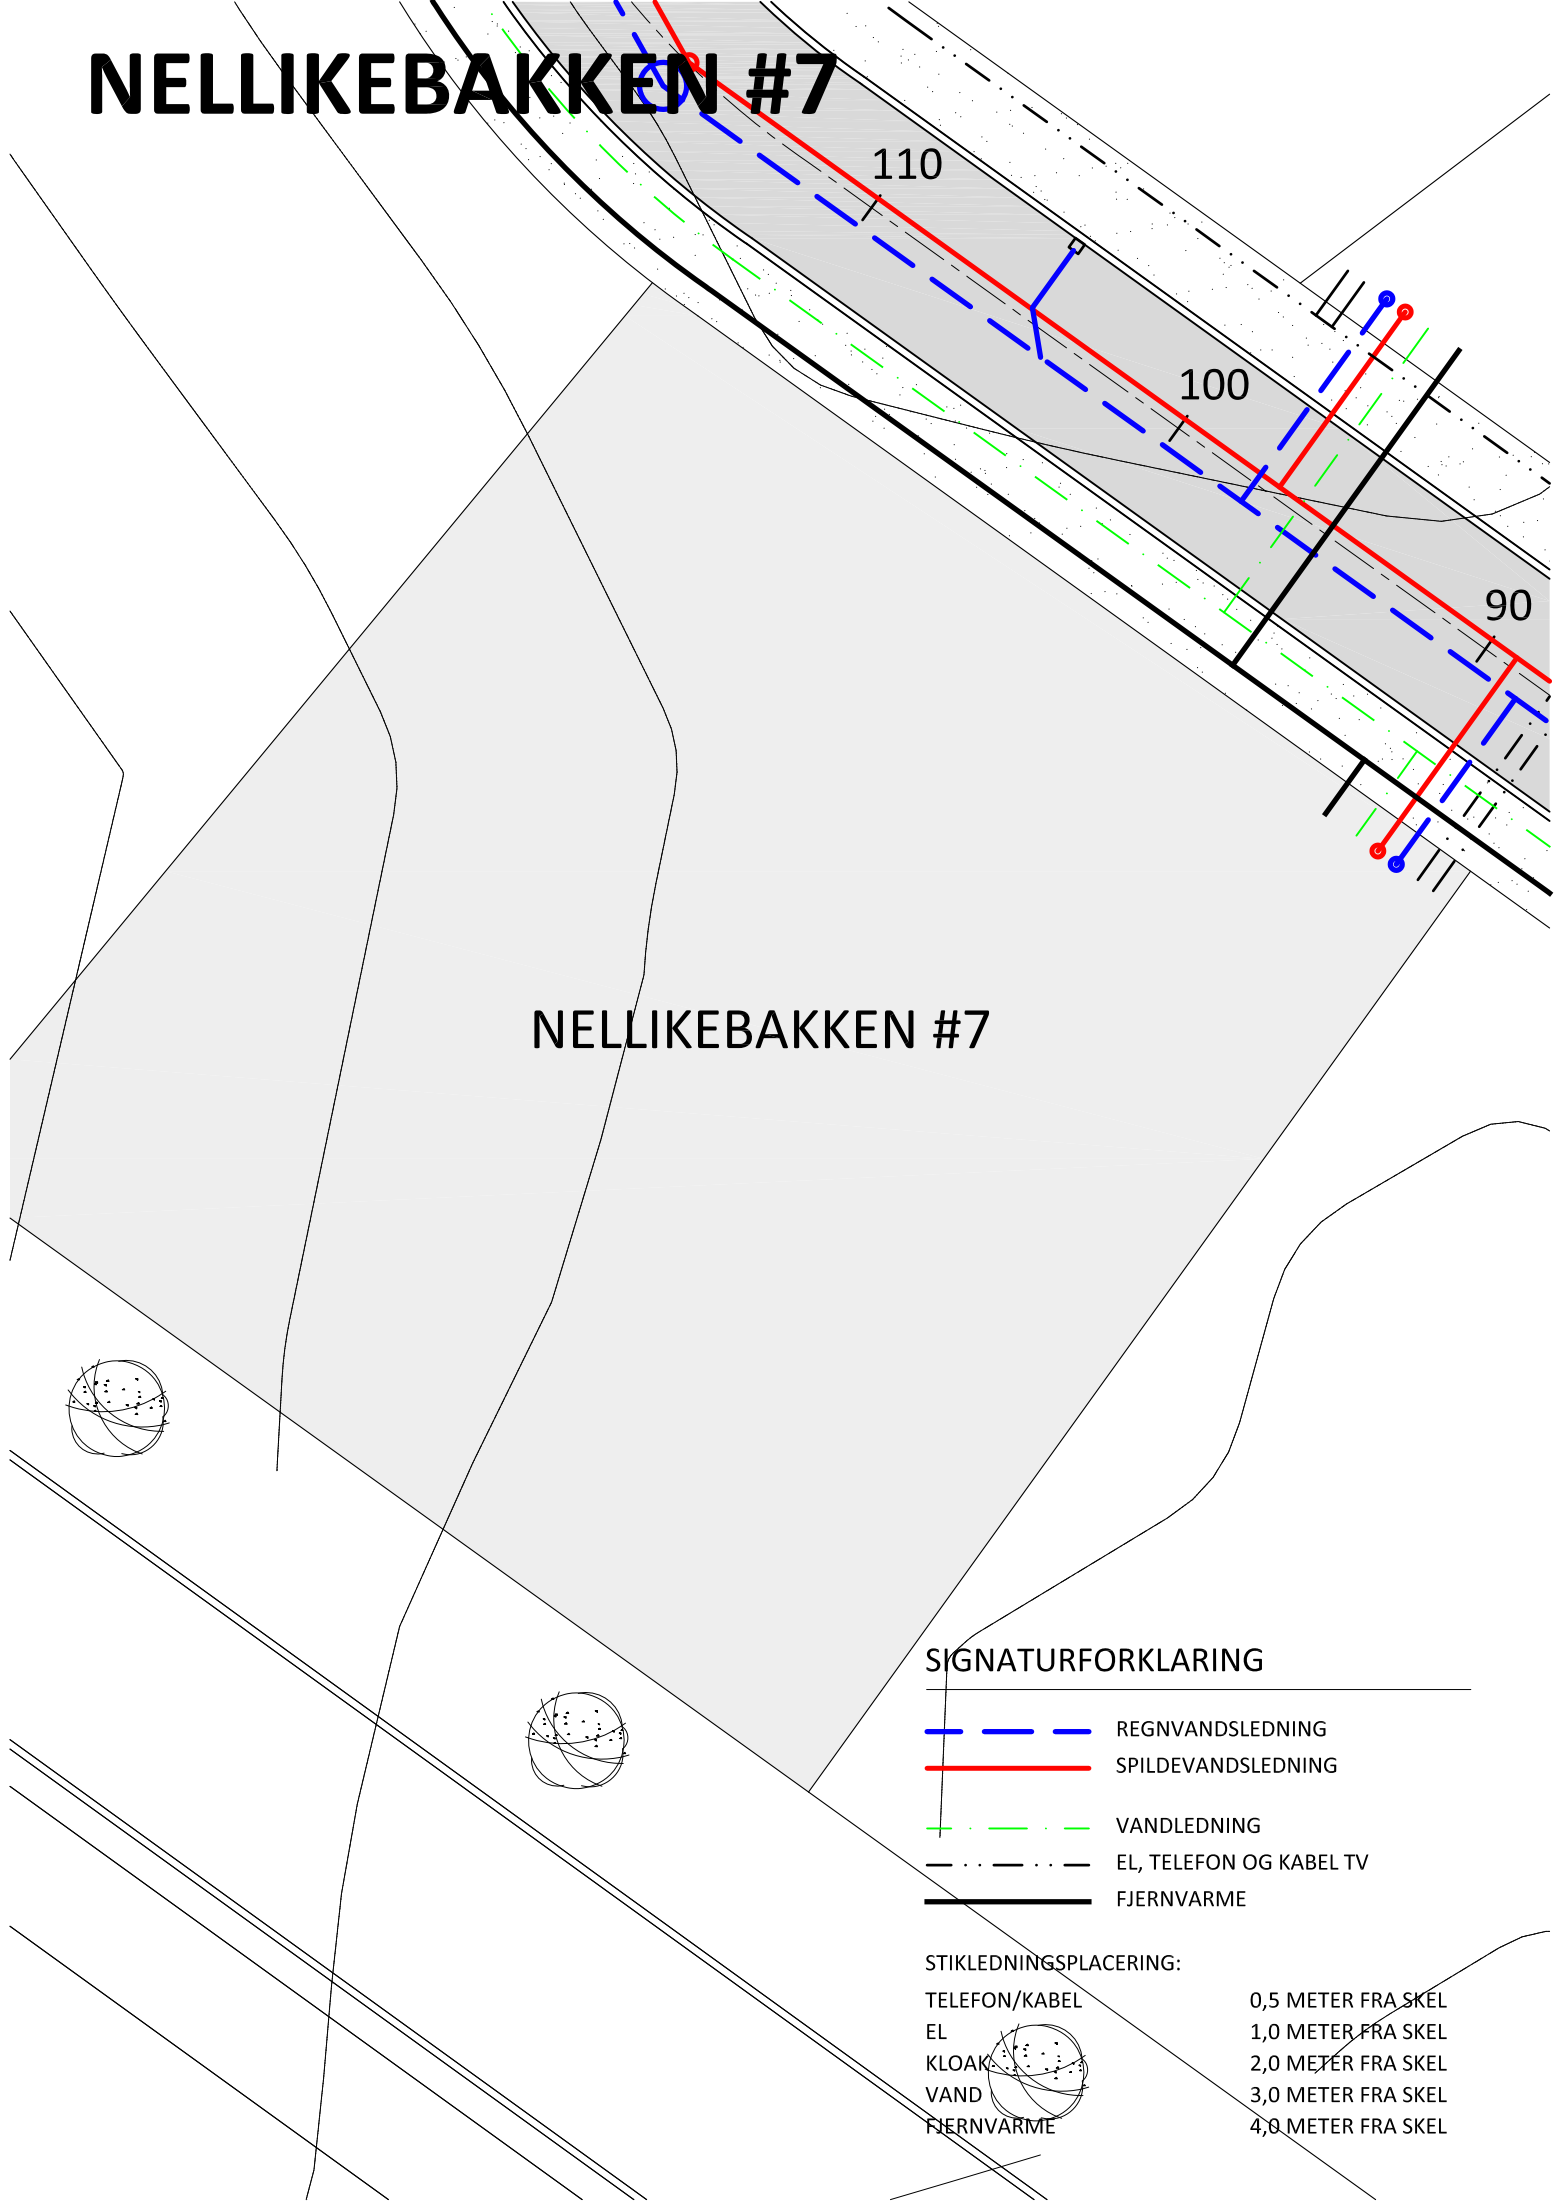 NELLIKEBAKKEN #7
110
100
90
NELLIKEBAKKEN #7
SIGNATURFORKLARING
REGNVANDSLEDNING
SPILDEVANDSLEDNING
VANDLEDNING
EL, TELEFON OG KABEL TV
FJERNVARME
STIKLEDNINGSPLACERING:
TELEFON/KABEL 0,5 METER FRA SKEL
EL 1,0 METER FRA SKEL
KLOAK 2,0 METER FRA SKEL
VAND 3,0 METER FRA SKEL
FJERNVARME 4,0 METER FRA SKEL